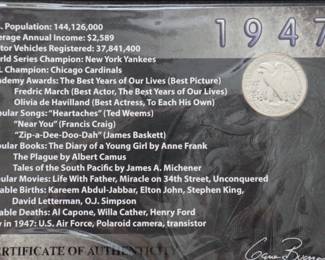 1947
. Population: 144,126,000
erage Annual Income: $2,589
tor Vehicles Registered: 37,841,400
orld Series Champion: New York Yankees
L Champion: Chicago Cardinals
ademy Awards: The Best Years of Our Lives (Best Picture)
Fredric March (Best Actor, The Best Years of Our Lives)
Olivia de Havilland (Best Actress, To Each His Own)
pular Songs: "Heartaches" (Ted Weems)
"Near You" (Francis Craig)
"Zip-a-Dee-Doo-Dah" (James Baskett)
pular Books: The Diary of a Young Girl by Anne Frank
The Plague by Albert Camus
Tales of the South Pacific by James A. Michener
pular Movies: Life With Father, Miracle on 34th Street, Unconquered
table Births: Kareem Abdul-Jabbar, Elton John, Stephen King,
David Letterman, O.J. Simpson
table Deaths: Al Capone, Willa Cather, Henry Ford
w in 1947: U.S. Air Force, Polaroid camera, transistor
ERTIFICATE OF AUTHENTIC